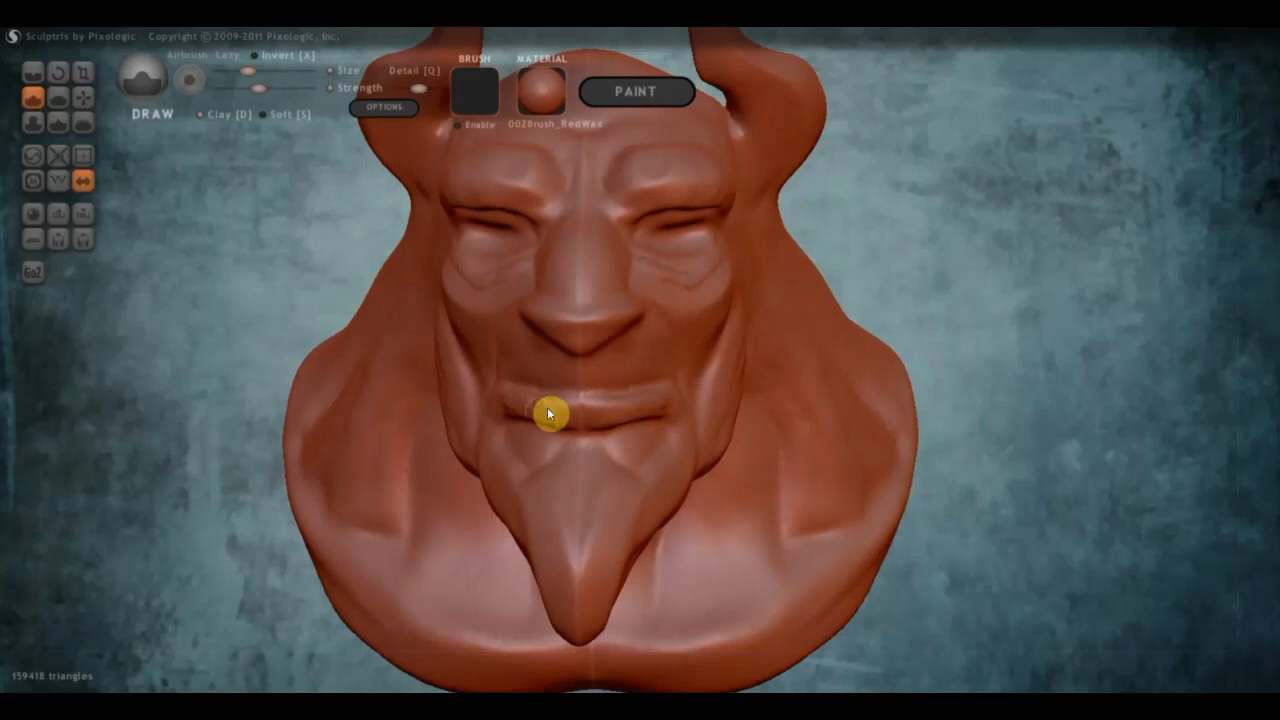 Sculptris by Pixologic Copyright © 2009-2011 Pixologic, Inc.
Airbrush Lazy Invert [X]
Size Detail [Q]
Strength
OPTIONS
DRAW Clay [D] Soft [S]
BRUSH MATERIAL
PAINT
Enable 00ZBrush_RedWax
GoZ
159418 triangles